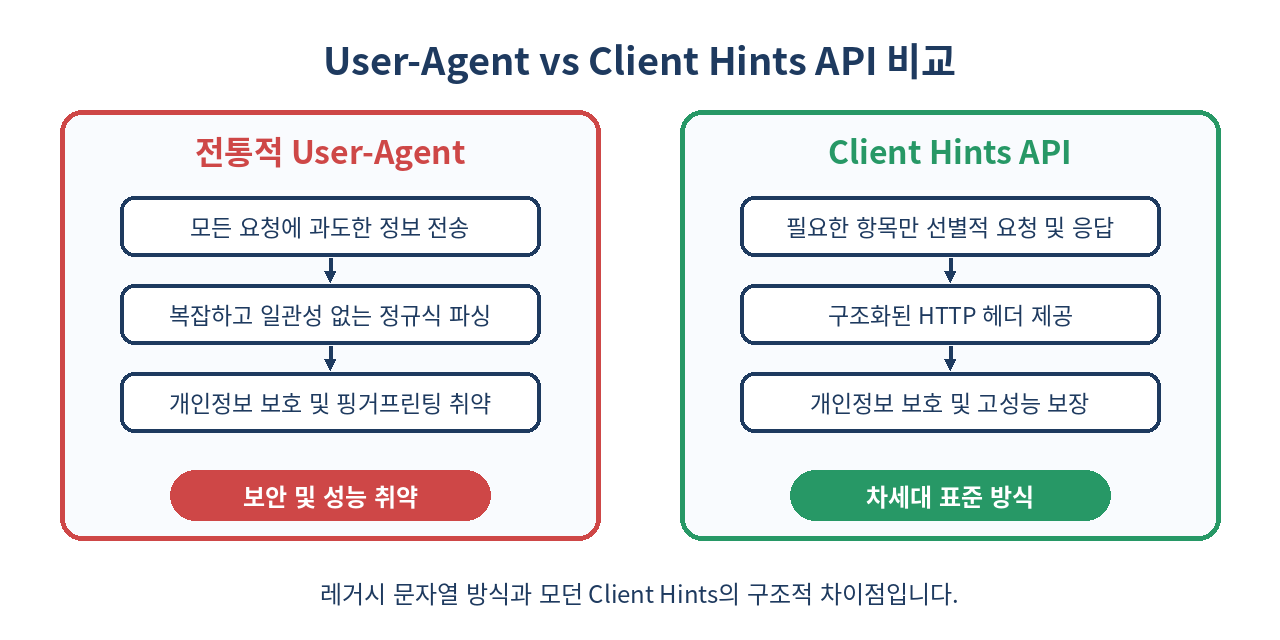 User-Agent vs Client Hints API 비교
전통적 User-Agent
모든 요청에 과도한 정보 전송
복잡하고 일관성 없는 정규식 파싱
개인정보 보호 및 핑거프린팅 취약
보안 및 성능 취약
Client Hints API
필요한 항목만 선별적 요청 및 응답
구조화된 HTTP 헤더 제공
개인정보 보호 및 고성능 보장
차세대 표준 방식
레거시 문자열 방식과 모던 Client Hints의 구조적 차이점입니다.